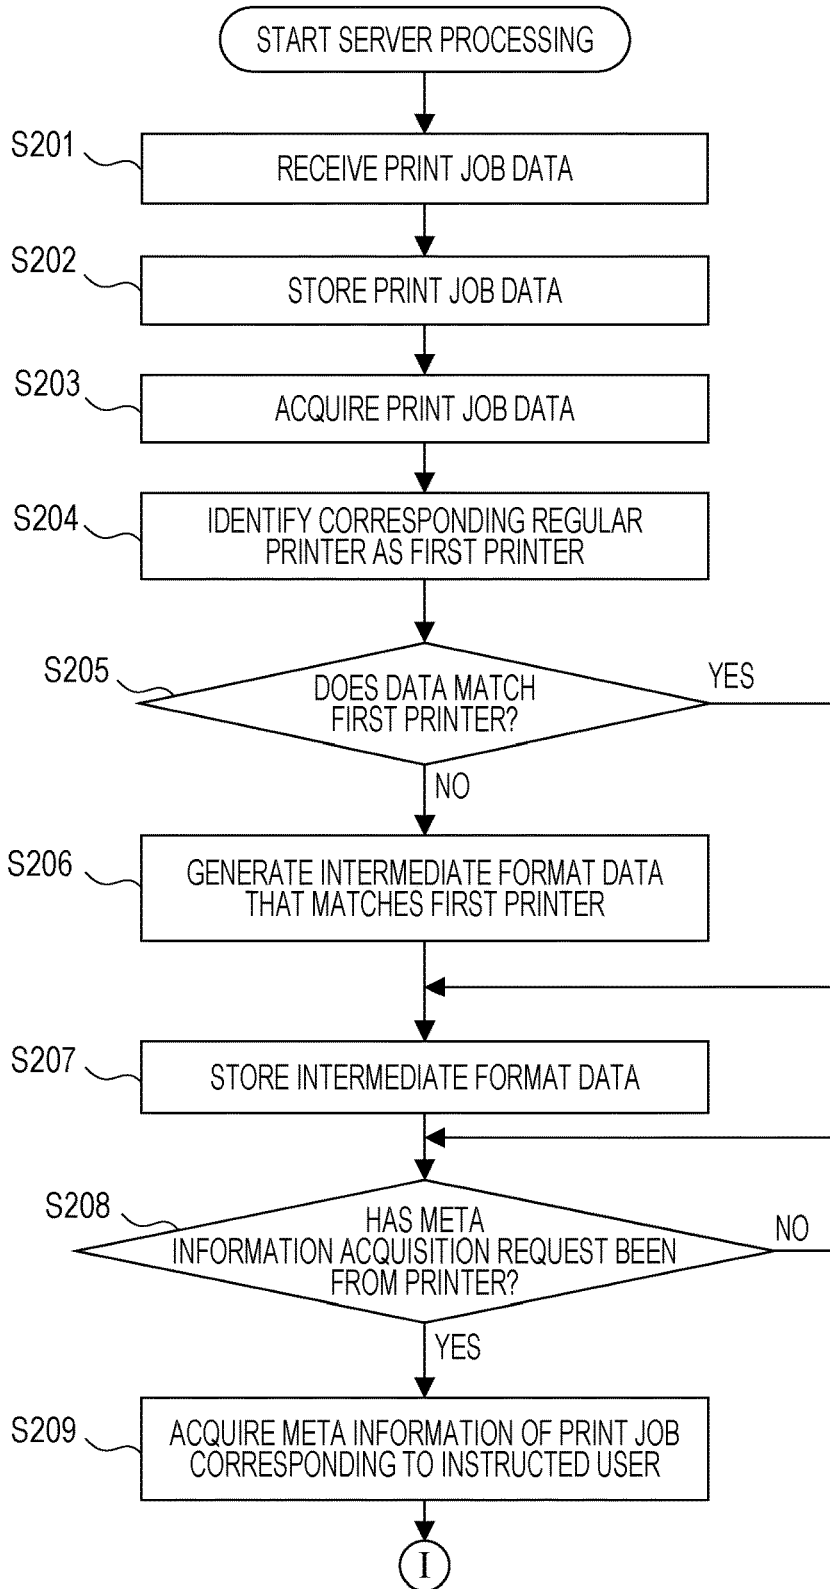 START SERVER PROCESSING
S201
RECEIVE PRINT JOB DATA
S202
STORE PRINT JOB DATA
S203
ACQUIRE PRINT JOB DATA
S204
IDENTIFY CORRESPONDING REGULAR
PRINTER AS FIRST PRINTER
S205
DOES DATA MATCH
FIRST PRINTER?
YES
NO
S206
GENERATE INTERMEDIATE FORMAT DATA
THAT MATCHES FIRST PRINTER
S207
STORE INTERMEDIATE FORMAT DATA
S208
HAS META
INFORMATION ACQUISITION REQUEST BEEN
FROM PRINTER?
NO
YES
S209
ACQUIRE META INFORMATION OF PRINT JOB
CORRESPONDING TO INSTRUCTED USER
I